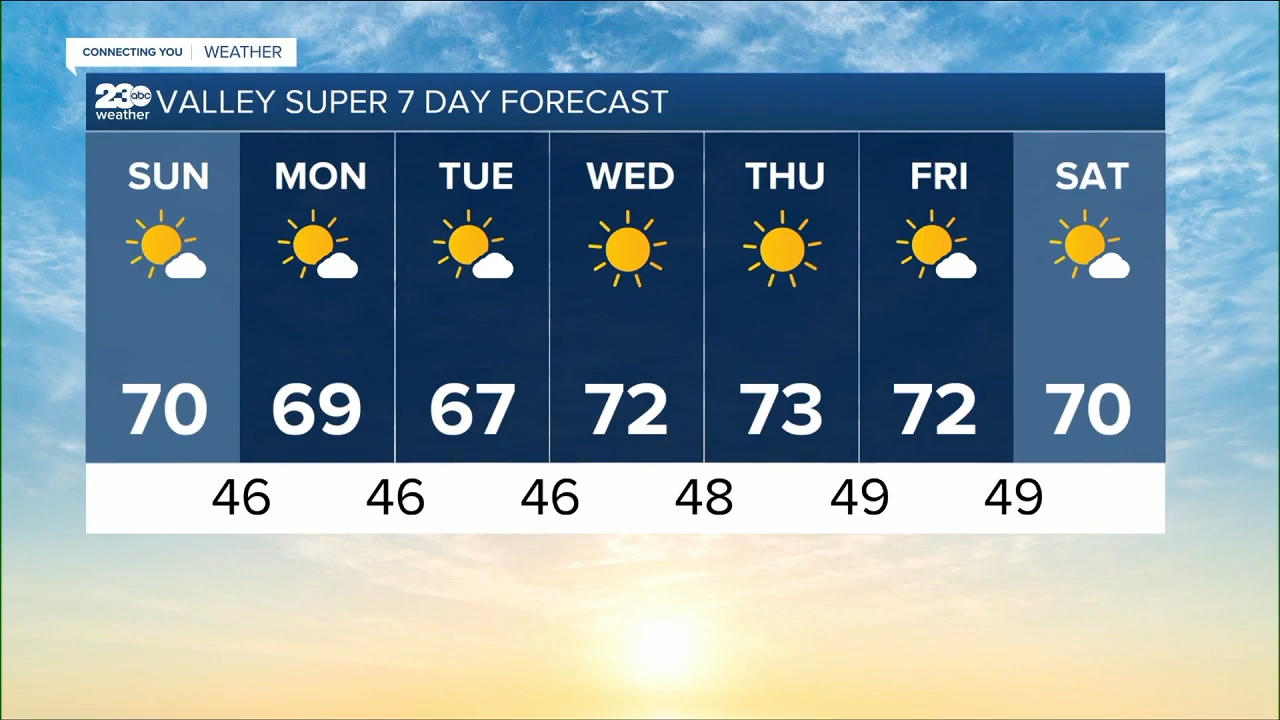 CONNECTING YOU WEATHER
23 abc
weather
VALLEY SUPER 7 DAY FORECAST
SUN MON TUE WED THU FRI SAT
70 69 67 72 73 72 70
46 46 46 48 49 49